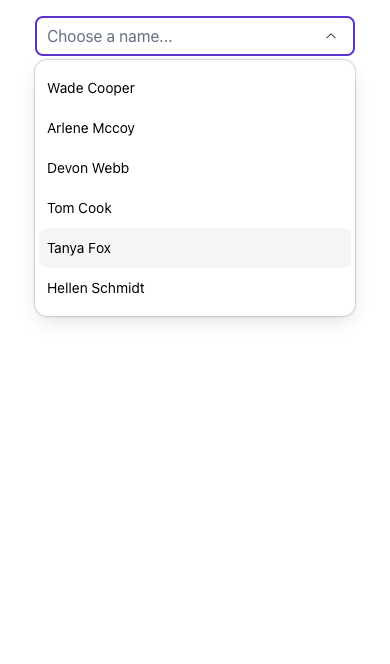 Choose a name...
Wade Cooper
Arlene Mccoy
Devon Webb
Tom Cook
Tanya Fox
Hellen Schmidt